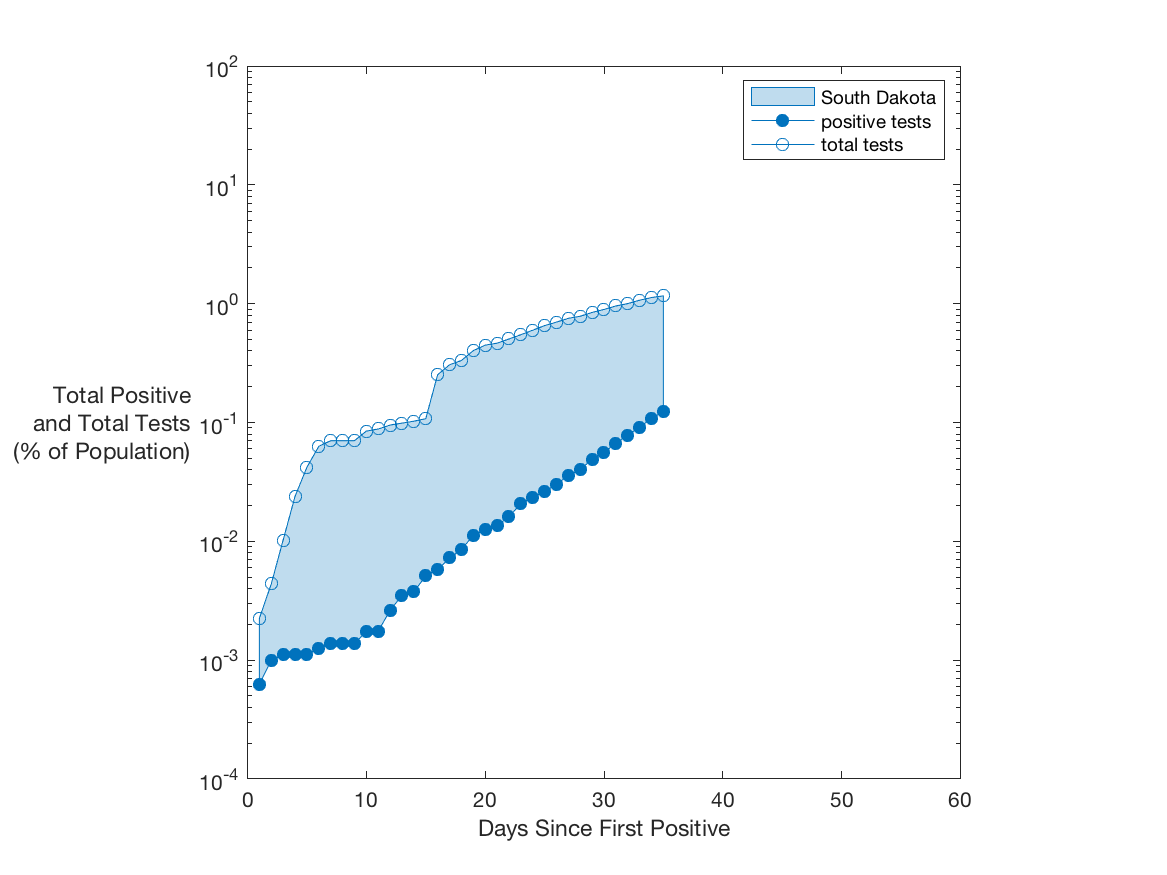 10^2
10^1
10^0
10^-1
10^-2
10^-3
10^-4
Total Positive
and Total Tests
(% of Population)
South Dakota
positive tests
total tests
0 10 20 30 40 50 60
Days Since First Positive